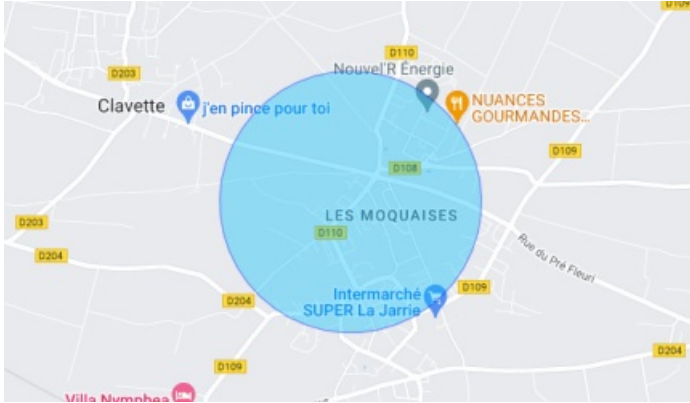 D109
D110
Nouvel'R Énergie
D203
Clavette
j'en pince pour toi
NUANCES
GOURMANDES...
D109
D108
LES MOQUAISES
D203
D110
D204
Rue du Pré Fleuri
Intermarché
SUPER La Jarrie
D109
D204
D109
D204
Villa Nymphea